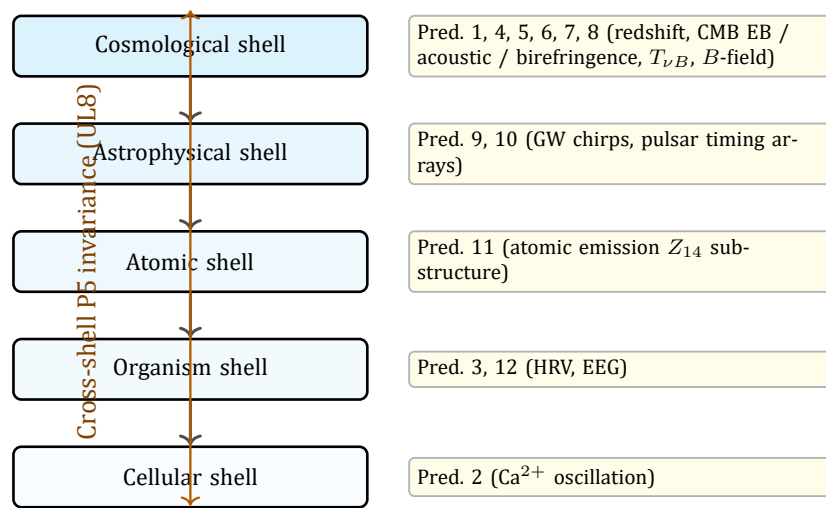 Cosmological shell
Pred. 1, 4, 5, 6, 7, 8 (redshift, CMB EB /
acoustic / birefringence, $T_{\nu B}$, $B$-field)
Astrophysical shell
Pred. 9, 10 (GW chirps, pulsar timing ar-
rays)
Atomic shell
Pred. 11 (atomic emission $Z_{14}$ sub-
structure)
Organism shell
Pred. 3, 12 (HRV, EEG)
Cellular shell
Pred. 2 (Ca$^{2+}$ oscillation)
Cross-shell P5 invariance (UL8)